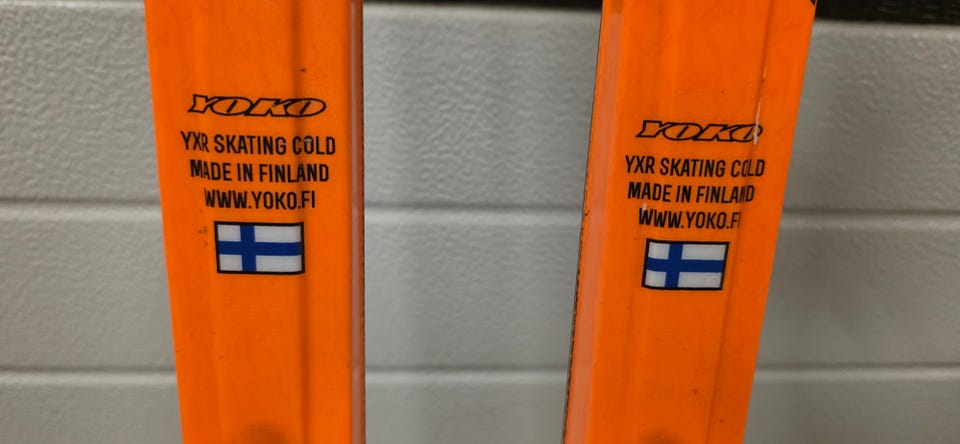 YOKO
YXR SKATING COLD
MADE IN FINLAND
WWW.YOKO.FI
YOKO
YXR SKATING COLD
MADE IN FINLAND
WWW.YOKO.FI